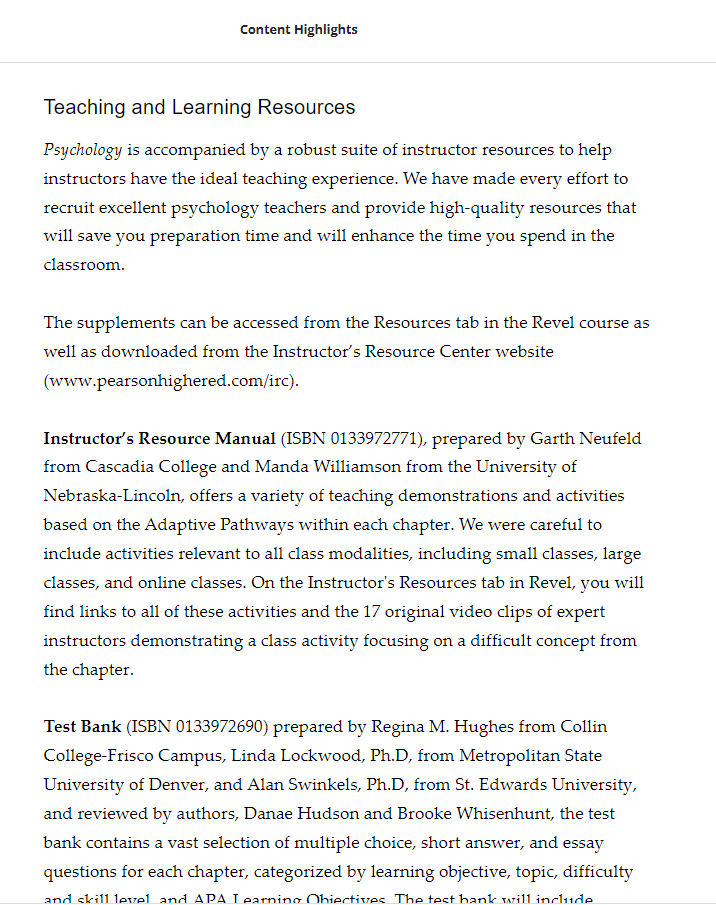 Content Highlights
Teaching and Learning Resources
Psychology is accompanied by a robust suite of instructor resources to help
instructors have the ideal teaching experience. We have made every effort to
recruit excellent psychology teachers and provide high-quality resources that
will save you preparation time and will enhance the time you spend in the
classroom.
The supplements can be accessed from the Resources tab in the Revel course as
well as downloaded from the Instructor’s Resource Center website
(www.pearsonhighered.com/irc).
Instructor’s Resource Manual (ISBN 0133972771), prepared by Garth Neufeld
from Cascadia College and Manda Williamson from the University of
Nebraska-Lincoln, offers a variety of teaching demonstrations and activities
based on the Adaptive Pathways within each chapter. We were careful to
include activities relevant to all class modalities, including small classes, large
classes, and online classes. On the Instructor's Resources tab in Revel, you will
find links to all of these activities and the 17 original video clips of expert
instructors demonstrating a class activity focusing on a difficult concept from
the chapter.
Test Bank (ISBN 0133972690) prepared by Regina M. Hughes from Collin
College-Frisco Campus, Linda Lockwood, Ph.D, from Metropolitan State
University of Denver, and Alan Swinkels, Ph.D, from St. Edwards University,
and reviewed by authors, Danae Hudson and Brooke Whisenhunt, the test
bank contains a vast selection of multiple choice, short answer, and essay
questions for each chapter, categorized by learning objective, topic, difficulty
and skill level, and APA Learning Objectives. The test bank will include